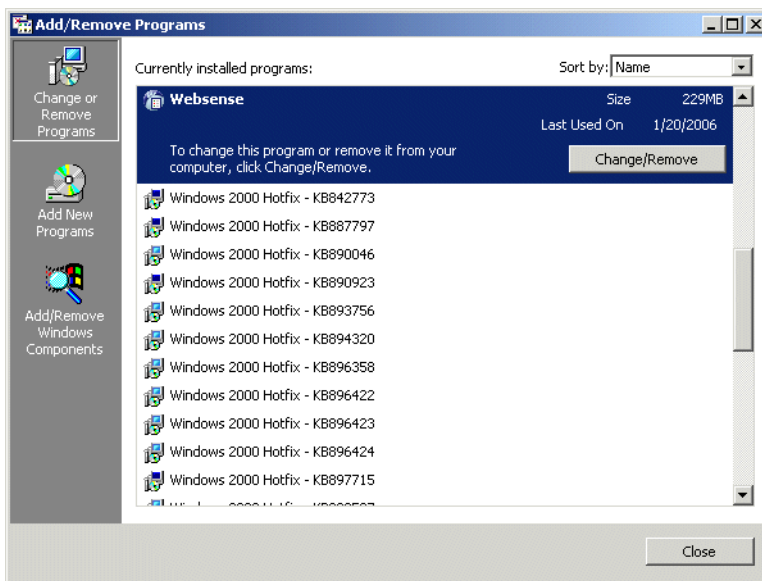 Add/Remove Programs
Change or
Remove
Programs
Add New
Programs
Add/Remove
Windows
Components
Currently installed programs:
Sort by: Name
Websense
Size 229MB
Last Used On 1/20/2006
To change this program or remove it from your
computer, click Change/Remove.
Change/Remove
Windows 2000 Hotfix - KB842773
Windows 2000 Hotfix - KB887797
Windows 2000 Hotfix - KB890046
Windows 2000 Hotfix - KB890923
Windows 2000 Hotfix - KB893756
Windows 2000 Hotfix - KB894320
Windows 2000 Hotfix - KB896358
Windows 2000 Hotfix - KB896422
Windows 2000 Hotfix - KB896423
Windows 2000 Hotfix - KB896424
Windows 2000 Hotfix - KB897715
Close